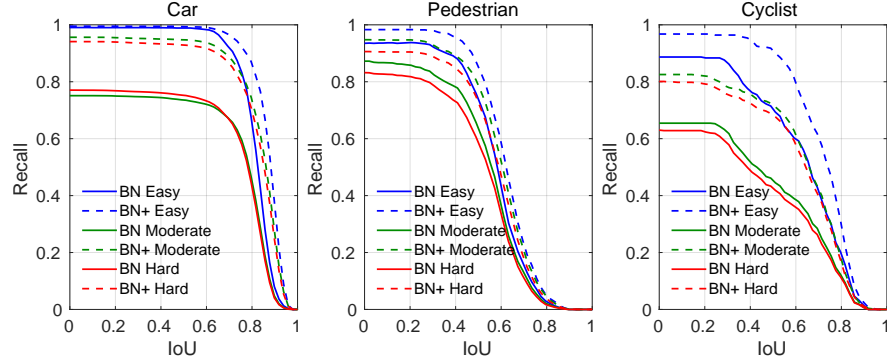 Car
1
0.8
0.6
0.4
0.2
0
Recall
BN Easy
BN+ Easy
BN Moderate
BN+ Moderate
BN Hard
BN+ Hard
0 0.2 0.4 0.6 0.8 1
IoU
Pedestrian
1
0.8
0.6
0.4
0.2
0
Recall
BN Easy
BN+ Easy
BN Moderate
BN+ Moderate
BN Hard
BN+ Hard
0 0.2 0.4 0.6 0.8 1
IoU
Cyclist
1
0.8
0.6
0.4
0.2
0
Recall
BN Easy
BN+ Easy
BN Moderate
BN+ Moderate
BN Hard
BN+ Hard
0 0.2 0.4 0.6 0.8 1
IoU